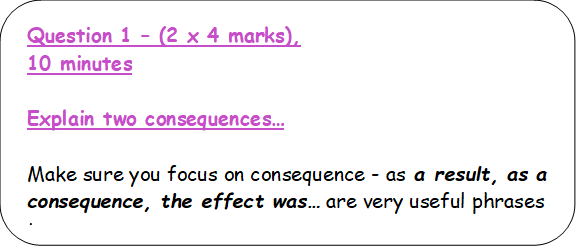 Question 1 – (2 x 4 marks),
10 minutes
Explain two consequences…
Make sure you focus on consequence - as a result, as a
consequence, the effect was… are very useful phrases
.